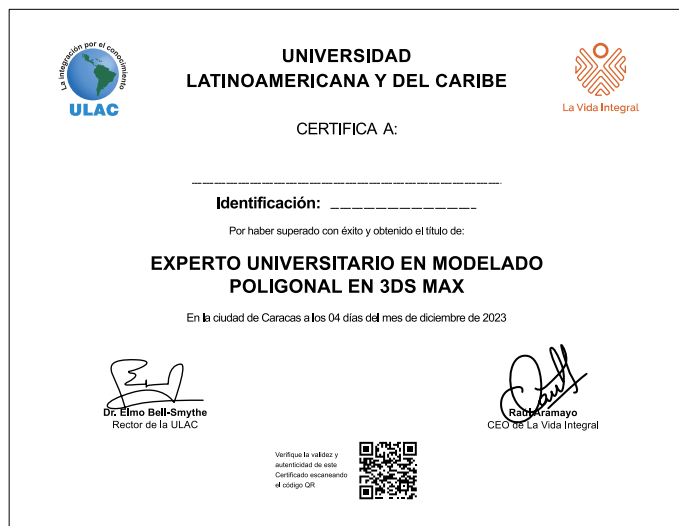 La integración por el conocimiento
ULAC
UNIVERSIDAD
LATINOAMERICANA Y DEL CARIBE
La Vida Integral
CERTIFICA A:
Identificación:
Por haber superado con éxito y obtenido el título de:
EXPERTO UNIVERSITARIO EN MODELADO
POLIGONAL EN 3DS MAX
En la ciudad de Caracas a los 04 días del mes de diciembre de 2023
Dr. Elmo Bell-Smythe
Rector de la ULAC
Raúl Aramayo
CEO de La Vida Integral
Verifique la validez y
autenticidad de este
Certificado escaneando
el código QR